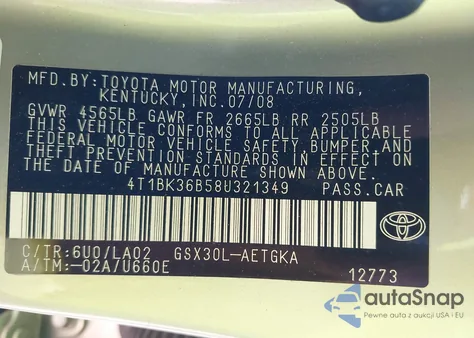 MFD.BY:TOYOTA MOTOR MANUFACTURING,
KENTUCKY, INC.07/08
GVWR 4565LB GAWR FR 2665LB RR 2505LB
THIS VEHICLE CONFORMS TO ALL APPLICABLE
FEDERAL MOTOR VEHICLE SAFETY,BUMPER,AND
THEFT PREVENTION STANDARDS IN EFFECT ON
THE DATE OF MANUFACTURE SHOWN ABOVE.
4T1BK36B58U321349 PASS.CAR
C/TR:6U0/LA02 GSX30L-AETGKA
A/TM:-02A/U660E 12773
autoSnap
Pewne auta z USA i EU